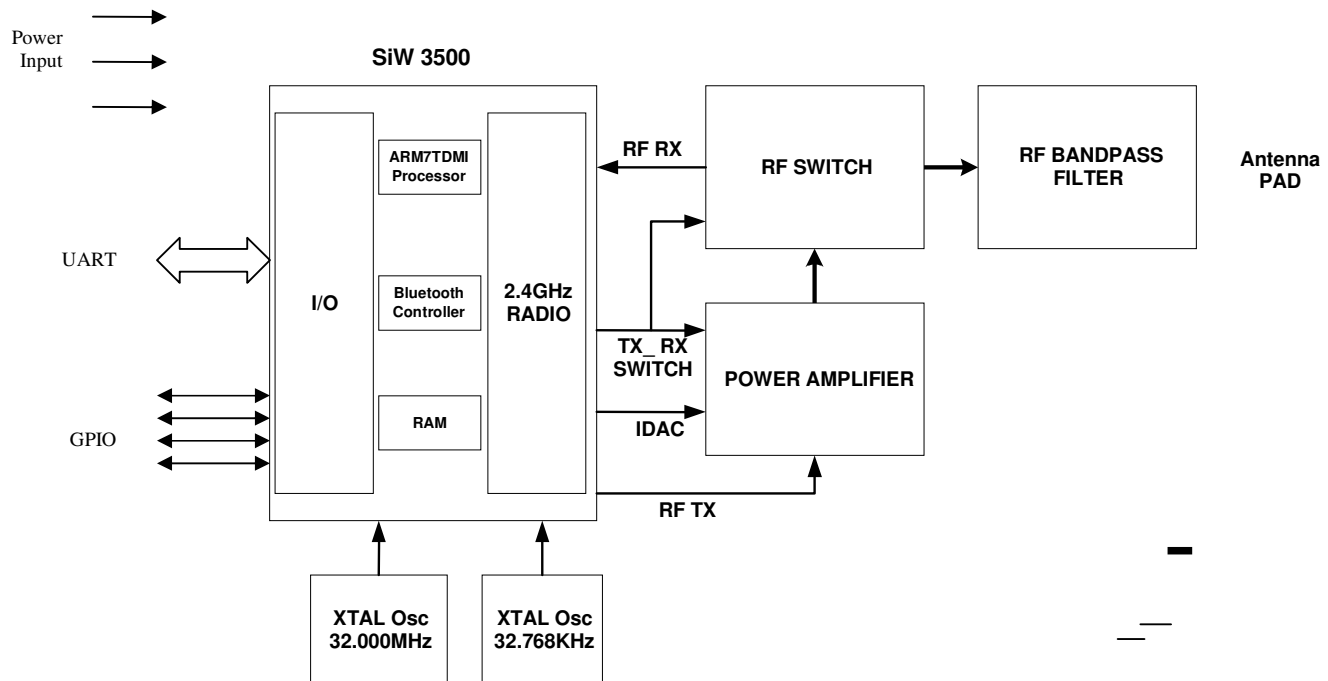 Power
Input
SiW 3500
ARM7TDMI
Processor
RF RX
RF SWITCH
RF BANDPASS
FILTER
Antenna
PAD
UART
I/O
Bluetooth
Controller
2.4GHz
RADIO
TX_ RX
SWITCH
POWER AMPLIFIER
GPIO
RAM
IDAC
RF TX
XTAL Osc
32.000MHz
XTAL Osc
32.768KHz